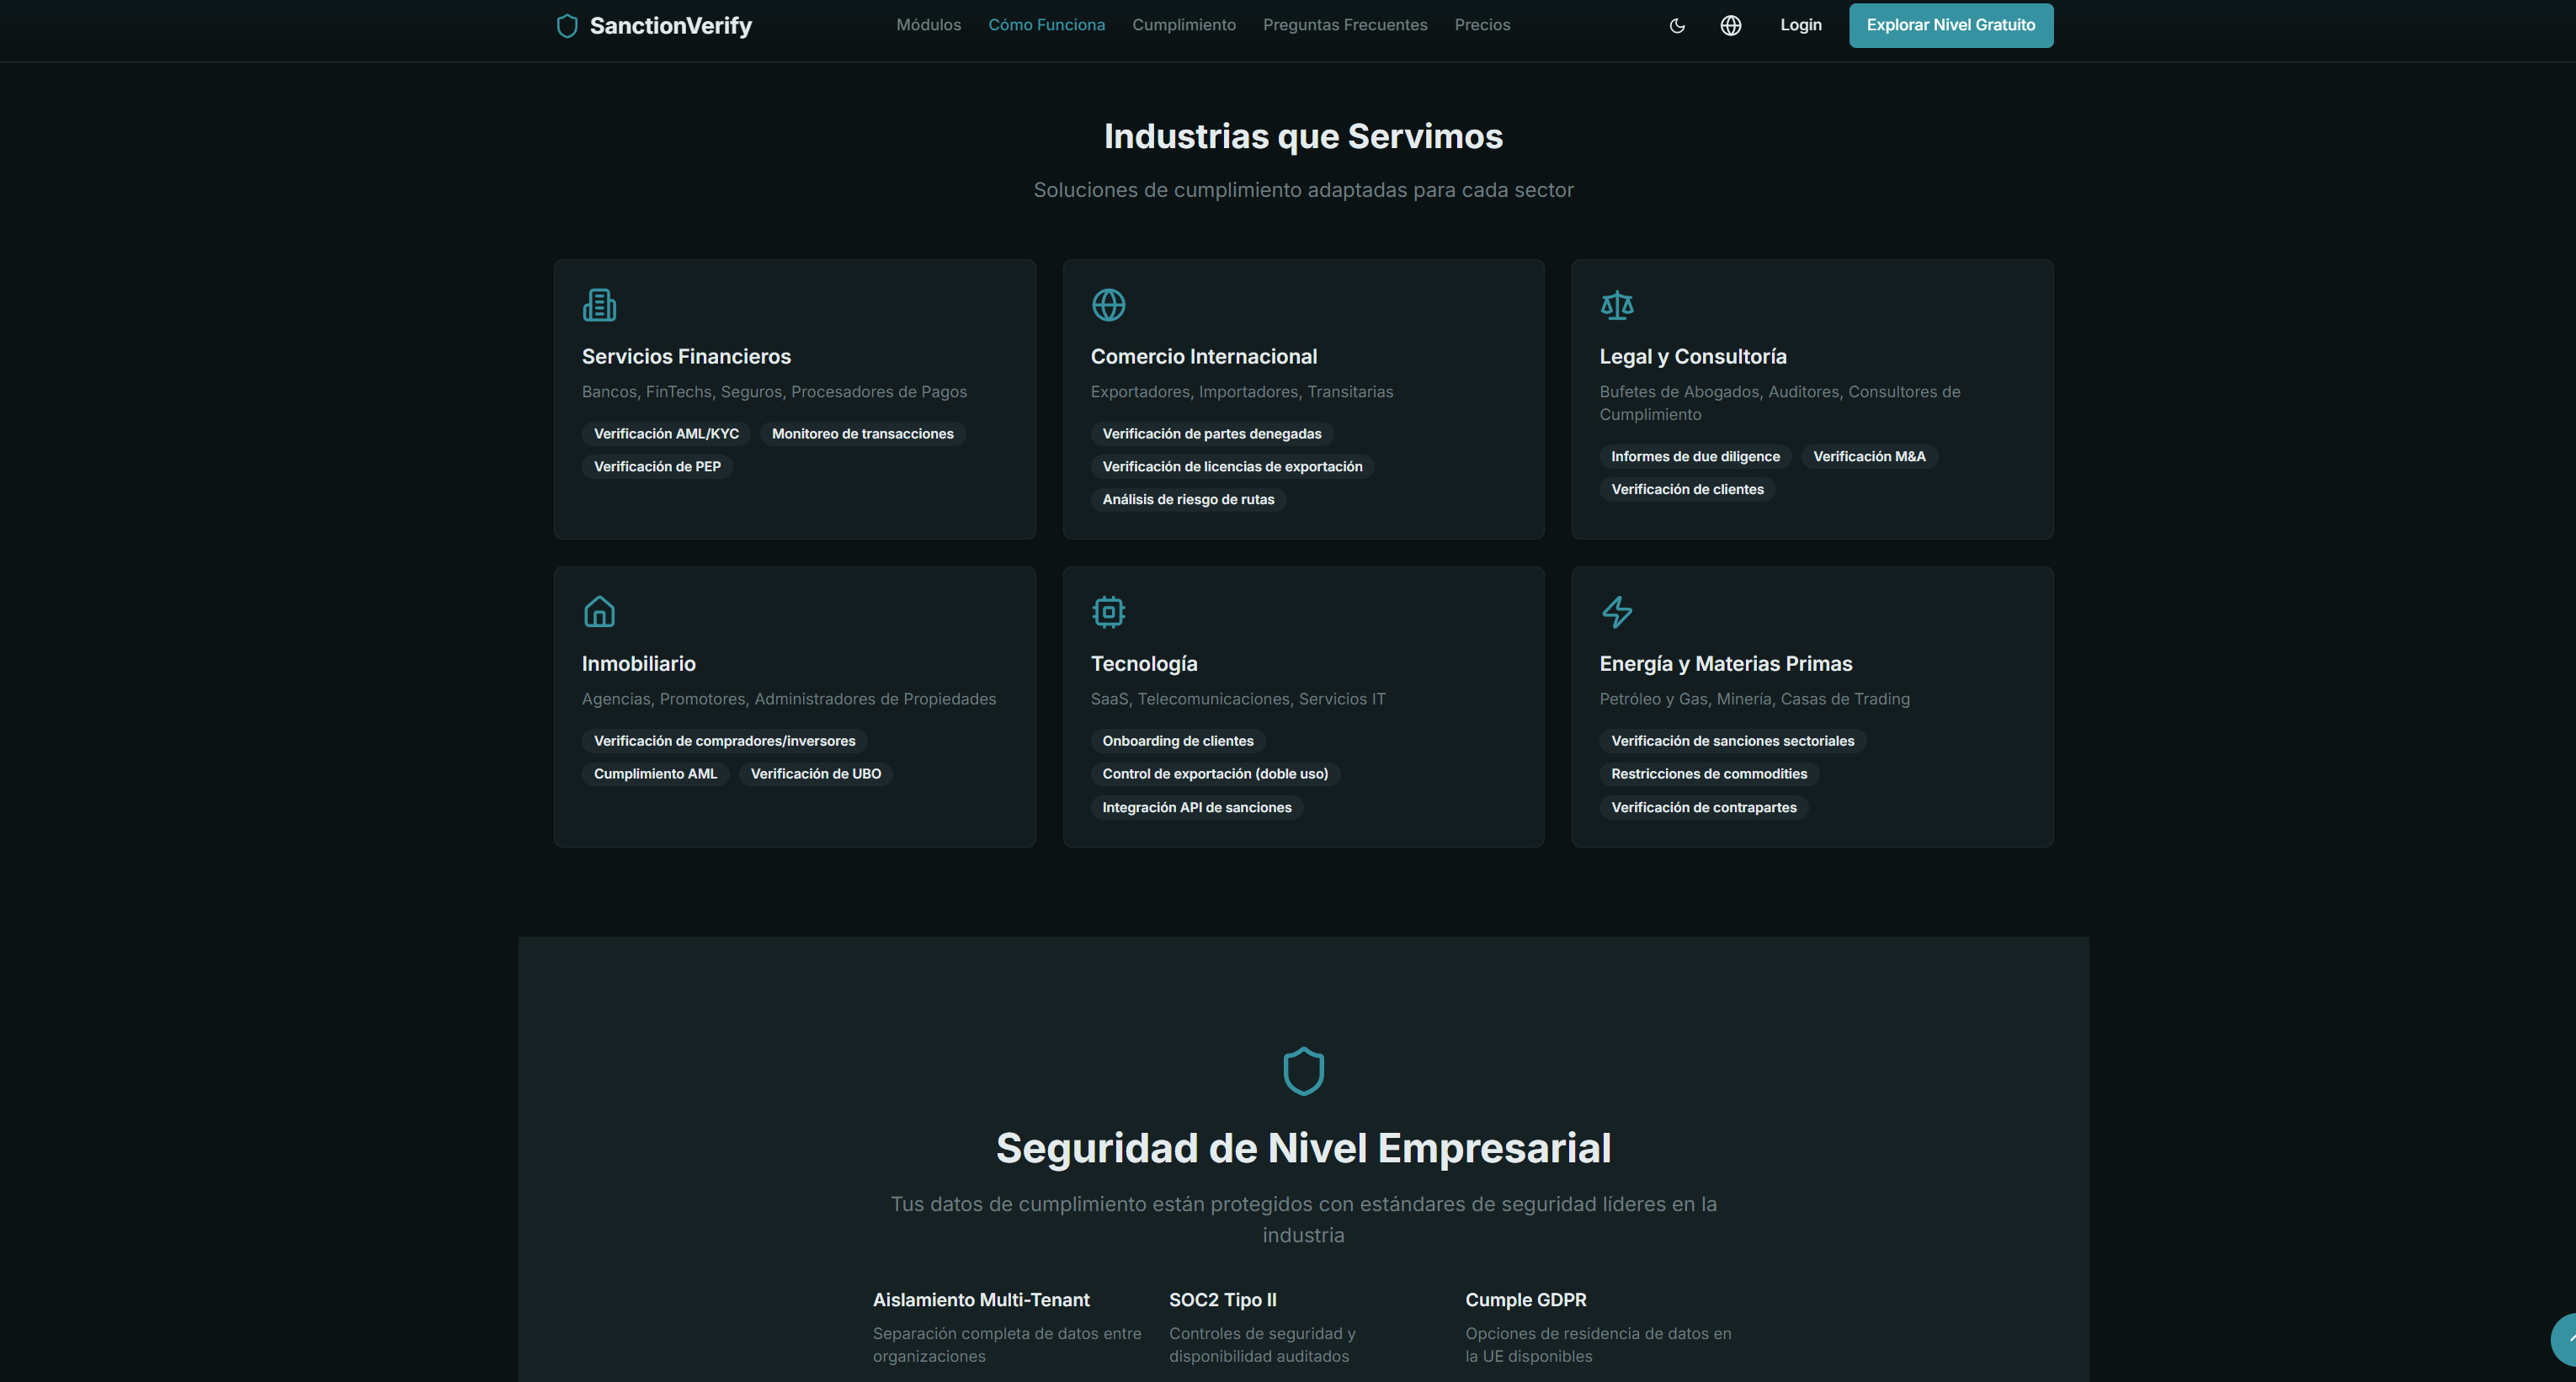 SanctionVerify
Módulos
Cómo Funciona
Cumplimiento
Preguntas Frecuentes
Precios
Login
Explorar Nivel Gratuito
Industrias que Servimos
Soluciones de cumplimiento adaptadas para cada sector
Servicios Financieros
Bancos, FinTechs, Seguros, Procesadores de Pagos
Verificación AML/KYC
Monitoreo de transacciones
Verificación de PEP
Comercio Internacional
Exportadores, Importadores, Transitarias
Verificación de partes denegadas
Verificación de licencias de exportación
Análisis de riesgo de rutas
Legal y Consultoría
Bufetes de Abogados, Auditores, Consultores de
Cumplimiento
Informes de due diligence
Verificación M&A
Verificación de clientes
Inmobiliario
Agencias, Promotores, Administradores de Propiedades
Verificación de compradores/inversores
Cumplimiento AML
Verificación de UBO
Tecnología
SaaS, Telecomunicaciones, Servicios IT
Onboarding de clientes
Control de exportación (doble uso)
Integración API de sanciones
Energía y Materias Primas
Petróleo y Gas, Minería, Casas de Trading
Verificación de sanciones sectoriales
Restricciones de commodities
Verificación de contrapartes
Seguridad de Nivel Empresarial
Tus datos de cumplimiento están protegidos con estándares de seguridad líderes en la
industria
Aislamiento Multi-Tenant
Separación completa de datos entre
organizaciones
SOC2 Tipo II
Controles de seguridad y
disponibilidad auditados
Cumple GDPR
Opciones de residencia de datos en
la UE disponibles